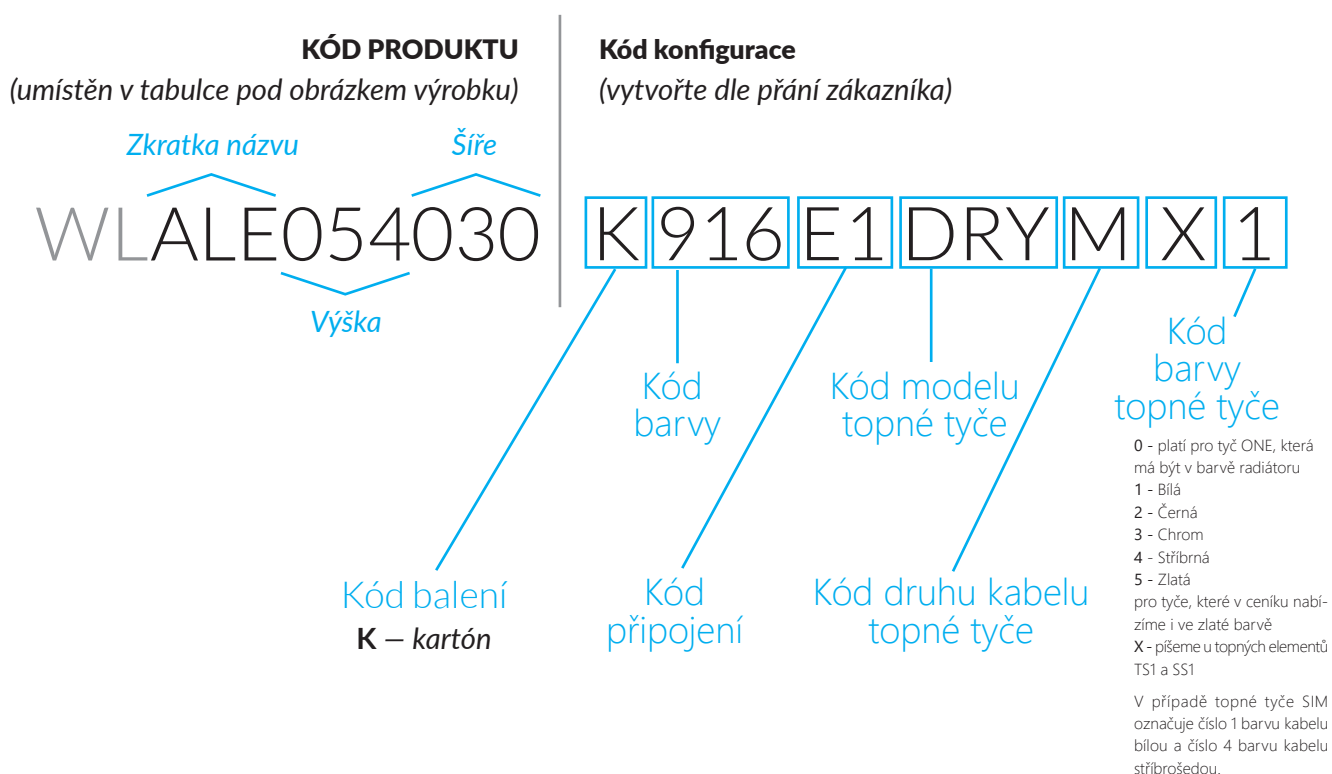 KÓD PRODUKTU
(umístěn v tabulce pod obrázkem výrobku)
Kód konfigurace
(vytvořte dle přání zákazníka)
Zkratka názvu
Šíře
WLALE054030
K 916 E1 DRY M X 1
Výška
Kód
barvy
Kód modelu
topné tyče
Kód
barvy
topné tyče
0 - platí pro tyč ONE, která
má být v barvě radiátoru
1 - Bílá
2 - Černá
3 - Chrom
4 - Stříbrná
5 - Zlatá
pro tyče, které v ceníku nabí-
zíme i ve zlaté barvě
X - píšeme u topných elementů
TS1 a SS1
V případě topné tyče SIM
označuje číslo 1 barvu kabelu
bílou a číslo 4 barvu kabelu
stříbrošedou.
Kód balení
K — kartón
Kód
připojení
Kód druhu kabelu
topné tyče